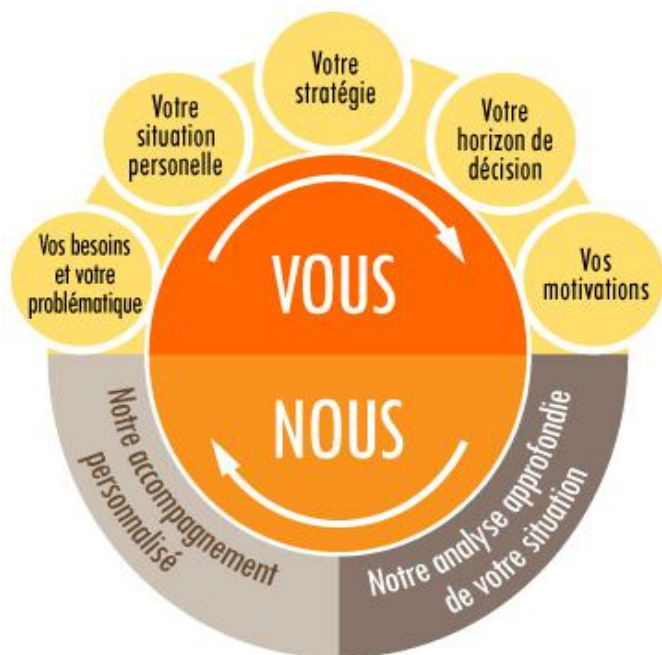 Votre
stratégie
Votre
situation
personelle
Votre
horizon de
décision
Vos besoins
et votre
problématique
Vos
motivations
VOUS
NOUS
Notre accompagnement
personnalisé
Notre analyse approfondie
de votre situation